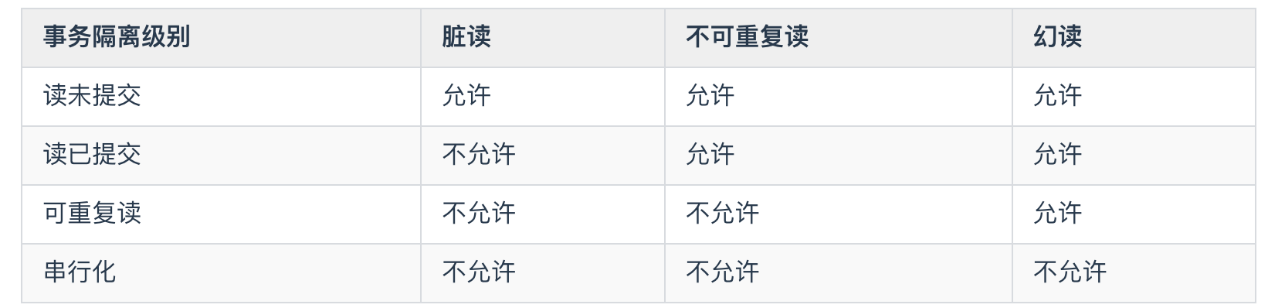 事务隔离级别 脏读 不可重复读 幻读
读未提交 允许 允许 允许
读已提交 不允许 允许 允许
可重复读 不允许 不允许 允许
串行化 不允许 不允许 不允许